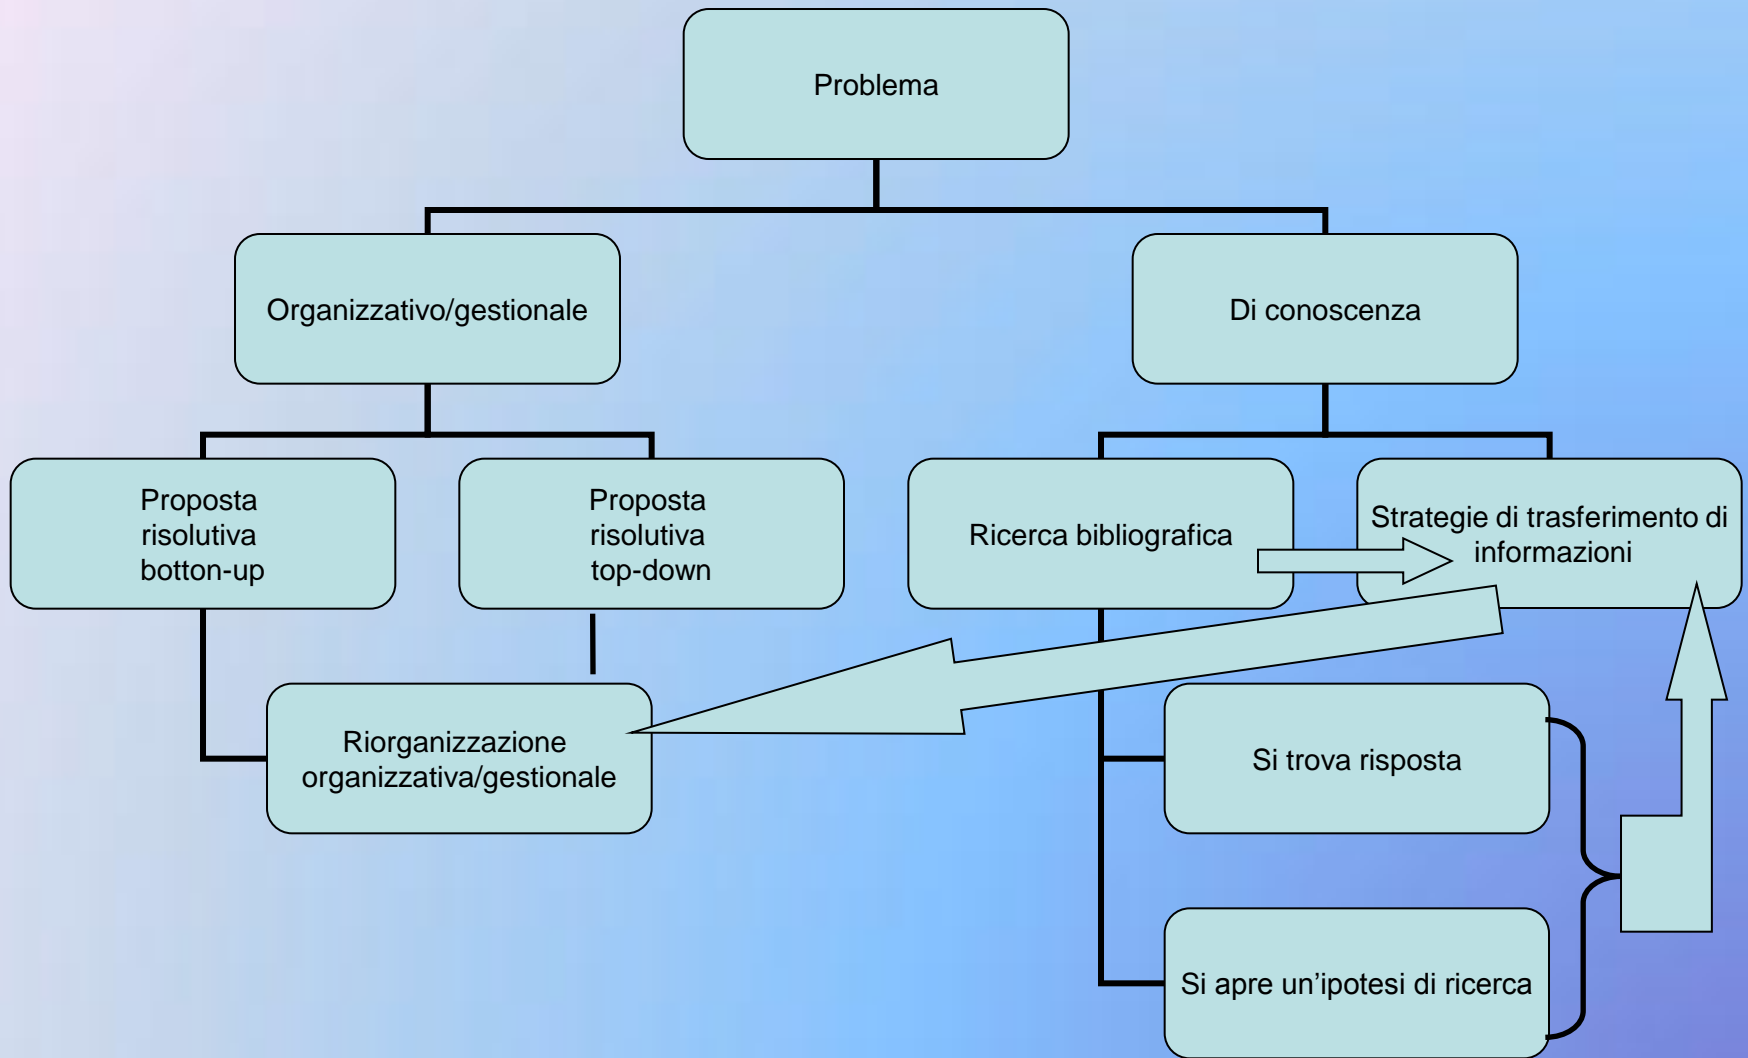 Problema
Organizzativo/gestionale
Di conoscenza
Proposta
risolutiva
botton-up
Proposta
risolutiva
top-down
Ricerca bibliografica
Strategie di trasferimento di
informazioni
Riorganizzazione
organizzativa/gestionale
Si trova risposta
Si apre un’ipotesi di ricerca